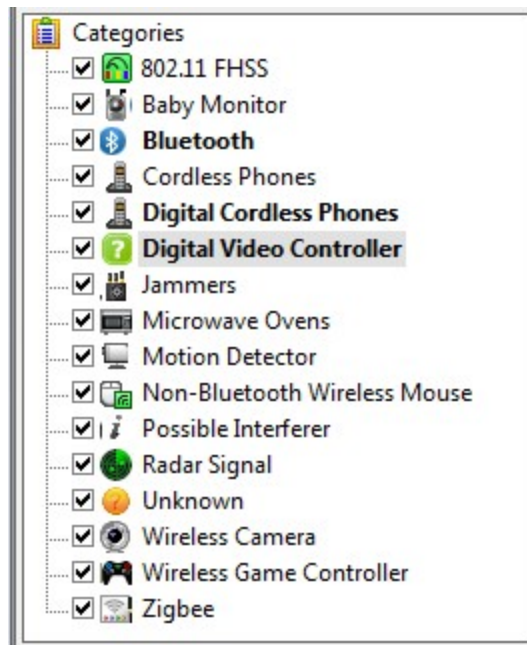 Categories
802.11 FHSS
Baby Monitor
Bluetooth
Cordless Phones
Digital Cordless Phones
Digital Video Controller
Jammers
Microwave Ovens
Motion Detector
Non-Bluetooth Wireless Mouse
Possible Interferer
Radar Signal
Unknown
Wireless Camera
Wireless Game Controller
Zigbee